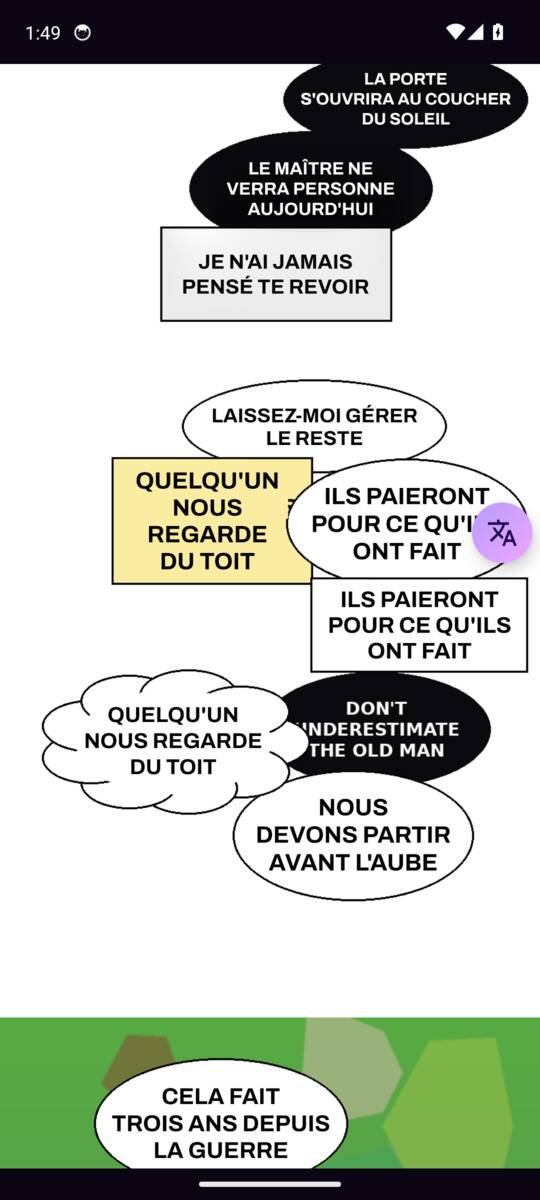 1:49
LA PORTE
S'OUVRIRA AU COUCHER
DU SOLEIL
LE MAÎTRE NE
VERRA PERSONNE
AUJOURD'HUI
JE N'AI JAMAIS
PENSÉ TE REVOIR
LAISSEZ-MOI GÉRER
LE RESTE
QUELQU'UN
NOUS
REGARDE
DU TOIT
ILS PAIERONT
POUR CE
ONT FAIT
ILS PAIERONT
POUR CE QU'ILS
ONT FAIT
QUELQU'UN
NOUS REGARDE
DU TOIT
DON'T
UNDERESTIMATE
THE OLD MAN
NOUS
DEVONS PARTIR
AVANT L'AUBE
CELA FAIT
TROIS ANS DEPUIS
LA GUERRE